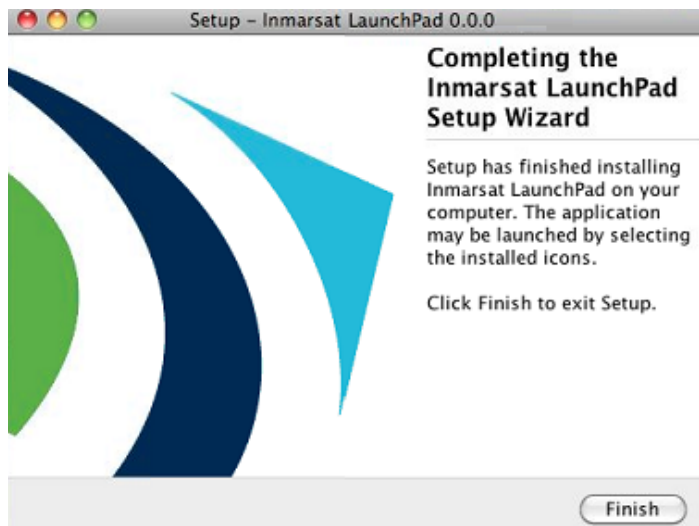 Setup – Inmarsat LaunchPad 0.0.0
Completing the
Inmarsat LaunchPad
Setup Wizard
Setup has finished installing
Inmarsat LaunchPad on your
computer. The application
may be launched by selecting
the installed icons.
Click Finish to exit Setup.
Finish